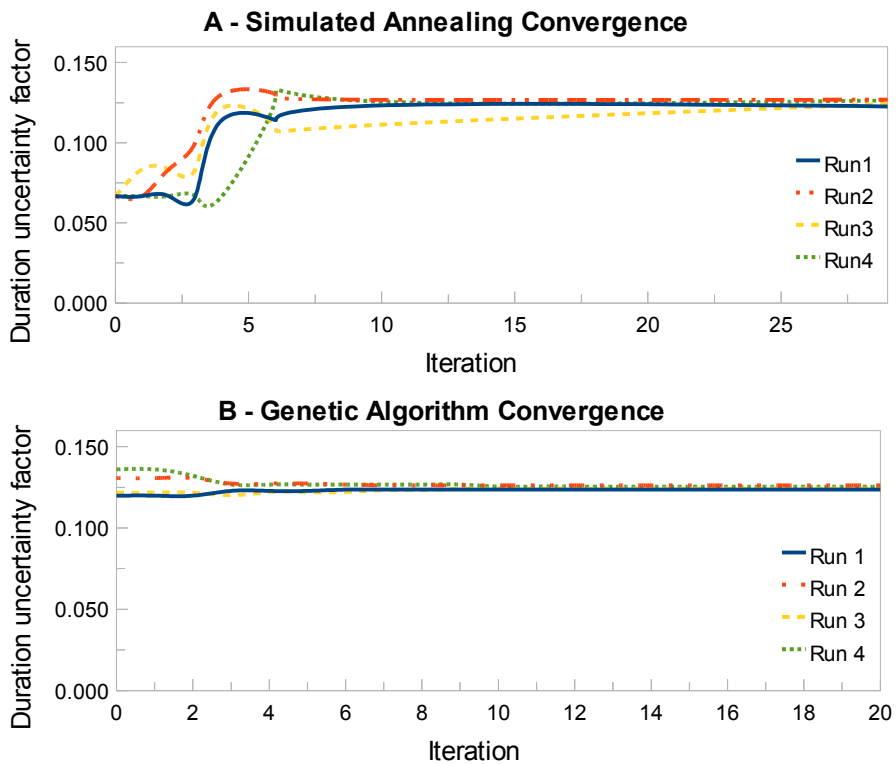 A - Simulated Annealing Convergence
Duration uncertainty factor
0.150
0.100
0.050
0.000
Run1
Run2
Run3
Run4
0 5 10 15 20 25
Iteration
B - Genetic Algorithm Convergence
Duration uncertainty factor
0.150
0.100
0.050
0.000
Run 1
Run 2
Run 3
Run 4
0 2 4 6 8 10 12 14 16 18 20
Iteration